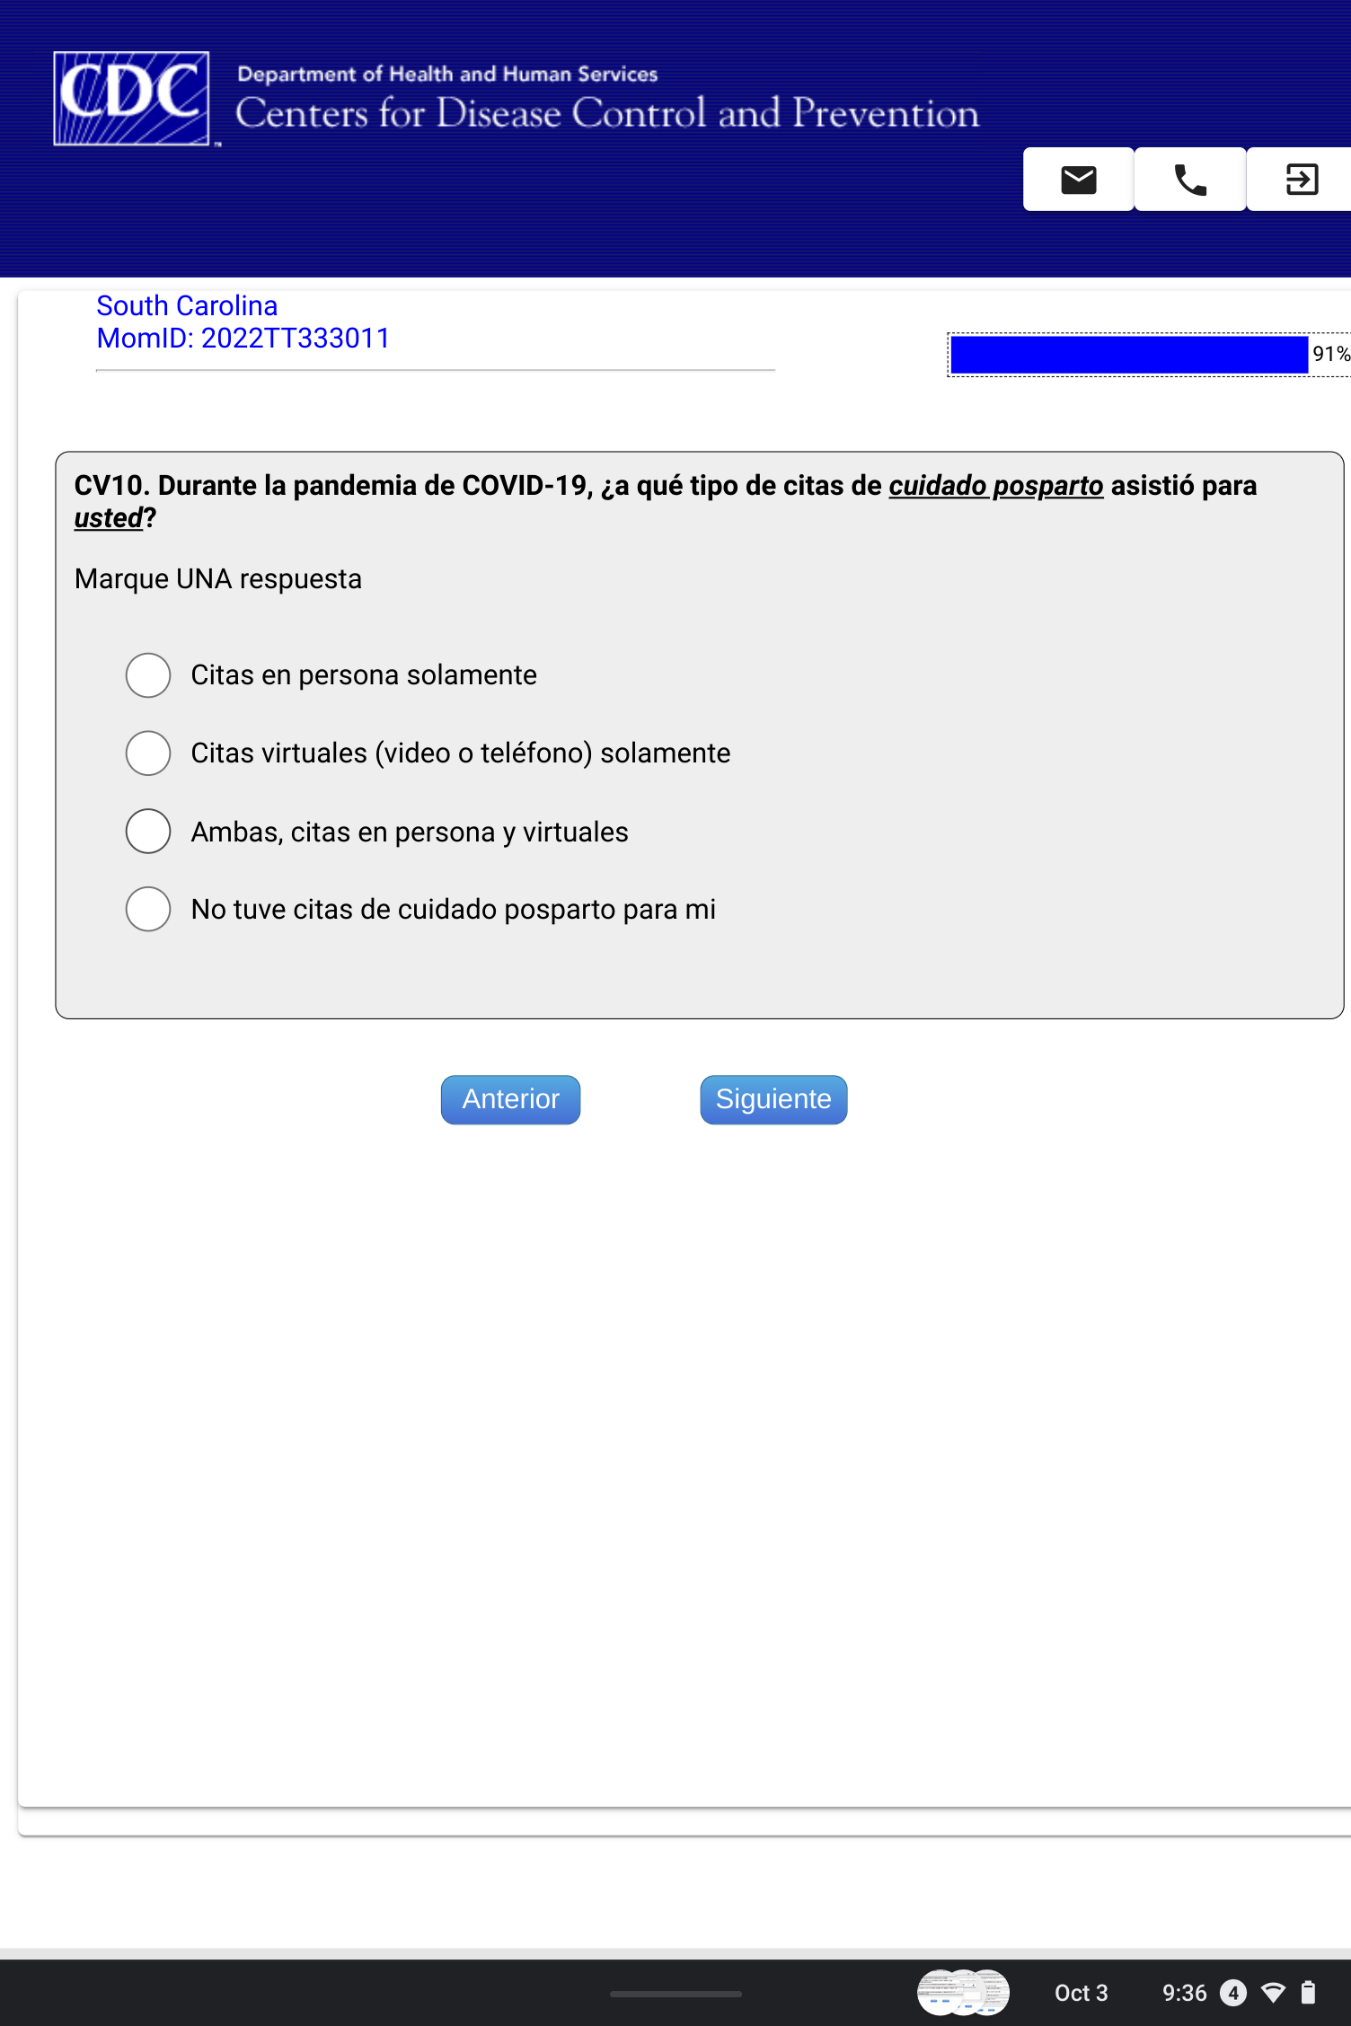 CDC
™
Department of Health and Human Services
Centers for Disease Control and Prevention
South Carolina
MomID: 2022TT333011
91%
CV10. Durante la pandemia de COVID-19, ¿a qué tipo de citas de cuidado posparto asistió para
usted?
Marque UNA respuesta
Citas en persona solamente
Citas virtuales (video o teléfono) solamente
Ambas, citas en persona y virtuales
No tuve citas de cuidado posparto para mi
Anterior
Siguiente
Oct 3
9:36
4